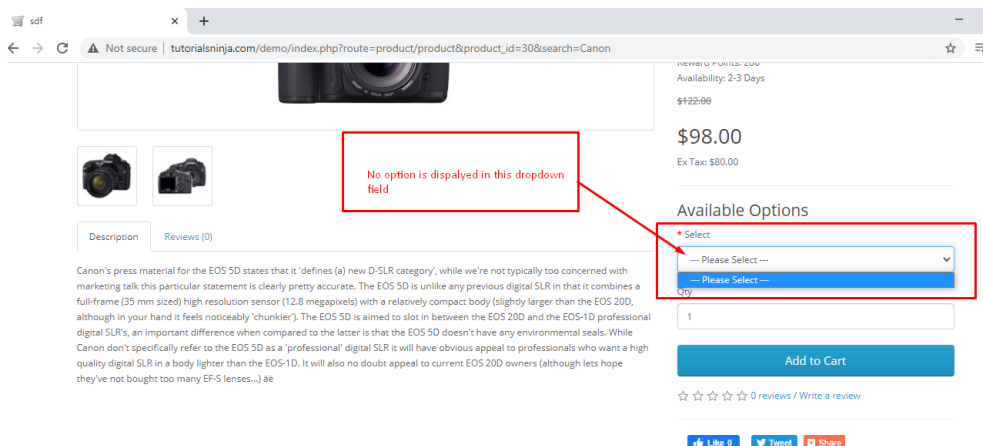 sdf
Not secure | tutorialsninja.com/demo/index.php?route=product/product&product_id=30&search=Canon
Reward Points: 200
Availability: 2-3 Days
$122.00
$98.00
Ex Tax: $80.00
No option is dispalyed in this dropdown
field
Available Options
* Select
--- Please Select ---
--- Please Select ---
Qty
1
Add to Cart
0 reviews / Write a review
Like 0
Tweet
Share
Description
Reviews (0)
Canon's press material for the EOS 5D states that it 'defines (a) new D-SLR category', while we're not typically too concerned with
marketing talk this particular statement is clearly pretty accurate. The EOS 5D is unlike any previous digital SLR in that it combines a
full-frame (35 mm sized) high resolution sensor (12.8 megapixels) with a relatively compact body (slightly larger than the EOS 20D,
although in your hand it feels noticeably 'chunkier'). The EOS 5D is aimed to slot in between the EOS 20D and the EOS-1D professional
digital SLR's, an important difference when compared to the latter is that the EOS 5D doesn't have any environmental seals. While
Canon don't specifically refer to the EOS 5D as a 'professional' digital SLR it will have obvious appeal to professionals who want a high
quality digital SLR in a body lighter than the EOS-1D. It will also no doubt appeal to current EOS 20D owners (although lets hope
they've not bought too many EF-S lenses...) äë